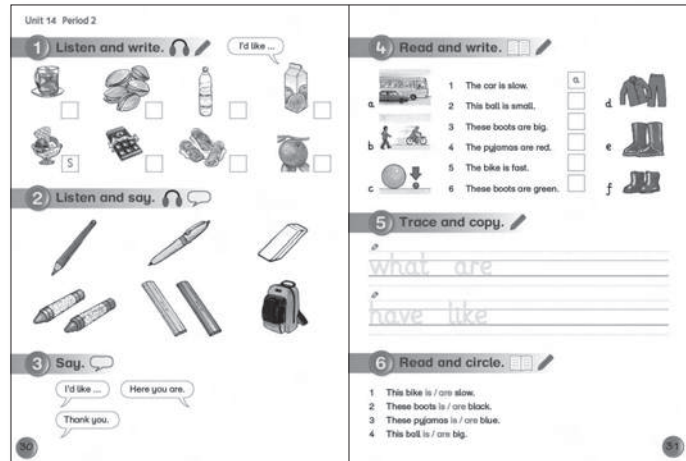 Unit 14 Period 2
1 Listen and write.
I'd like ...
S
2 Listen and say.
3 Say.
I'd like ...
Here you are.
Thank you.
30
4 Read and write.
a
b
c
1 The car is slow.
a
2 This ball is small.
3 These boots are big.
4 The pyjamas are red.
5 The bike is fast.
6 These boots are green.
d
e
f
5 Trace and copy.
what are
have like
6 Read and circle.
1 This bike is / are slow.
2 These boots is / are black.
3 These pyjamas is / are blue.
4 This ball is / are big.
31